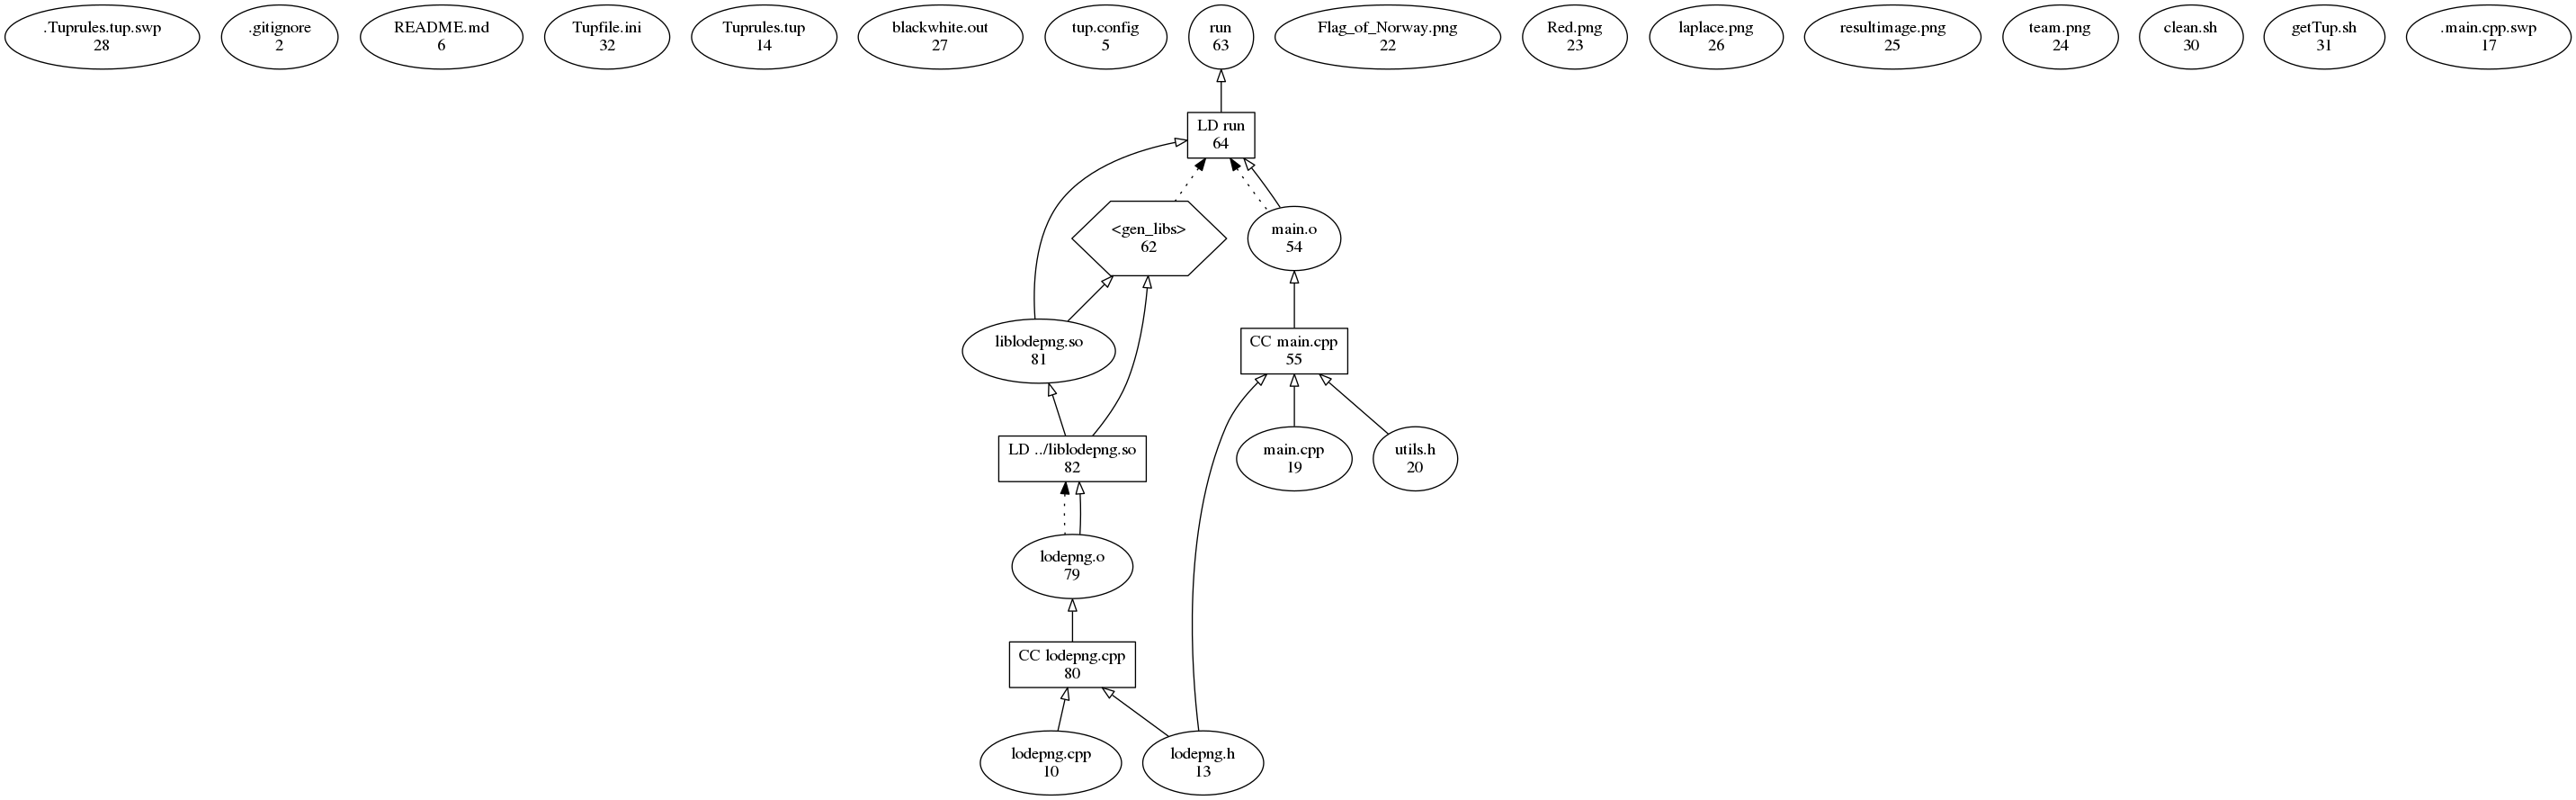 .Tuprules.tup.swp
28
.gitignore
2
README.md
6
Tupfile.ini
32
Tuprules.tup
14
blackwhite.out
27
tup.config
5
run
63
Flag_of_Norway.png
22
Red.png
23
laplace.png
26
resultimage.png
25
team.png
24
clean.sh
30
getTup.sh
31
.main.cpp.swp
17
LD run
64
<gen_libs>
62
main.o
54
liblodepng.so
81
CC main.cpp
55
LD ../liblodepng.so
82
main.cpp
19
utils.h
20
lodepng.o
79
CC lodepng.cpp
80
lodepng.cpp
10
lodepng.h
13